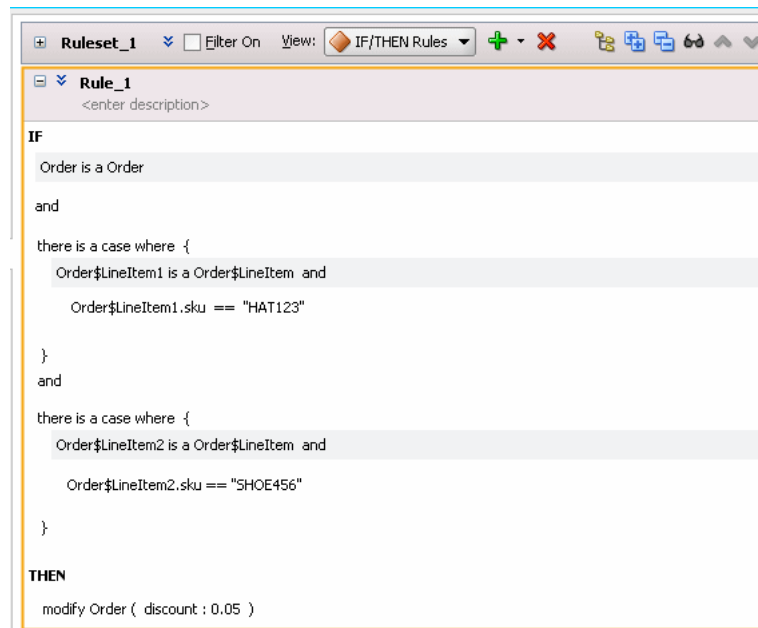 Ruleset_1 Filter On View: IF/THEN Rules
Rule_1
<enter description>
IF
Order is a Order
and
there is a case where {
Order$LineItem1 is a Order$LineItem and
Order$LineItem1.sku == "HAT123"
}
and
there is a case where {
Order$LineItem2 is a Order$LineItem and
Order$LineItem2.sku == "SHOE456"
}
THEN
modify Order ( discount : 0.05 )